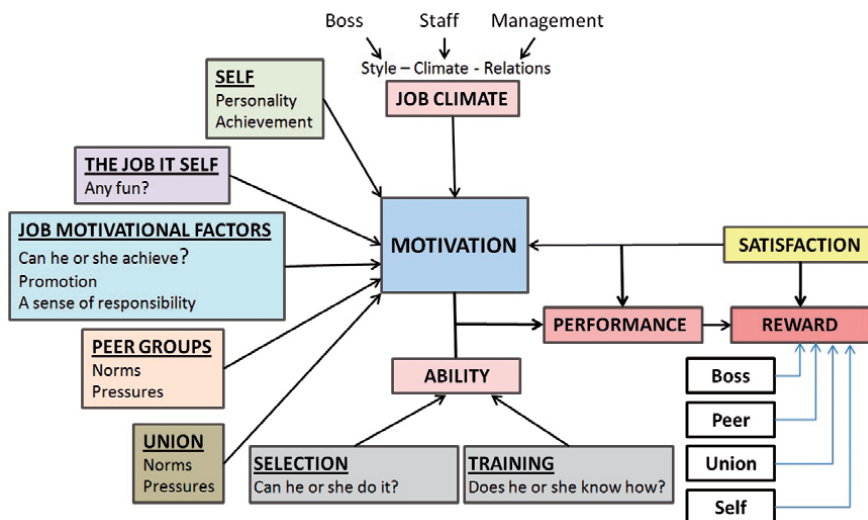 Boss Staff Management
Style – Climate - Relations
JOB CLIMATE
SELF
Personality
Achievement
THE JOB IT SELF
Any fun?
JOB MOTIVATIONAL FACTORS
Can he or she achieve?
Promotion
A sense of responsibility
PEER GROUPS
Norms
Pressures
UNION
Norms
Pressures
MOTIVATION
SATISFACTION
PERFORMANCE
REWARD
ABILITY
SELECTION
Can he or she do it?
TRAINING
Does he or she know how?
Boss
Peer
Union
Self